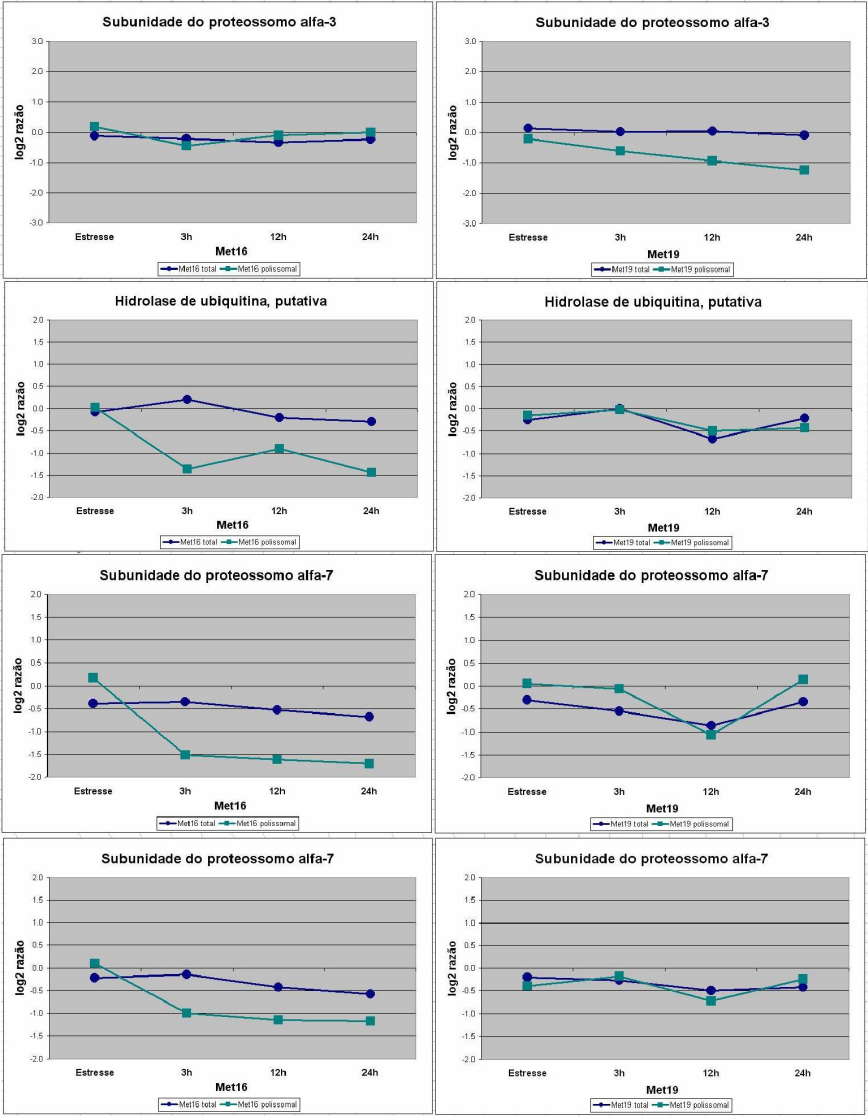 Subunidade do proteossomo alfa-3
3.0
2.0
1.0
0.0
-1.0
-2.0
-3.0
log2 razão
Estresse 3h 12h 24h
Met16
Met16 total Met16 polissomal
Subunidade do proteossomo alfa-3
3.0
2.0
1.0
0.0
-1.0
-2.0
-3.0
log2 razão
Estresse 3h 12h 24h
Met19
Met19 total Met19 polissomal
Hidrolase de ubiquitina, putativa
2.0
1.5
1.0
0.5
0.0
-0.5
-1.0
-1.5
-2.0
log2 razão
Estresse 3h 12h 24h
Met16
Met16 total Met16 polissomal
Hidrolase de ubiquitina, putativa
2.0
1.5
1.0
0.5
0.0
-0.5
-1.0
-1.5
-2.0
log2 razão
Estresse 3h 12h 24h
Met19
Met19 total Met19 polissomal
Subunidade do proteossomo alfa-7
2.0
1.5
1.0
0.5
0.0
-0.5
-1.0
-1.5
-2.0
log2 razão
Estresse 3h 12h 24h
Met16
Met16 total Met16 polissomal
Subunidade do proteossomo alfa-7
2.0
1.5
1.0
0.5
0.0
-0.5
-1.0
-1.5
-2.0
log2 razão
Estresse 3h 12h 24h
Met19
Met19 total Met19 polissomal
Subunidade do proteossomo alfa-7
2.0
1.5
1.0
0.5
0.0
-0.5
-1.0
-1.5
-2.0
log2 razão
Estresse 3h 12h 24h
Met16
Met16 total Met16 polissomal
Subunidade do proteossomo alfa-7
2.0
1.5
1.0
0.5
0.0
-0.5
-1.0
-1.5
-2.0
log2 razão
Estresse 3h 12h 24h
Met19
Met19 total Met19 polissomal